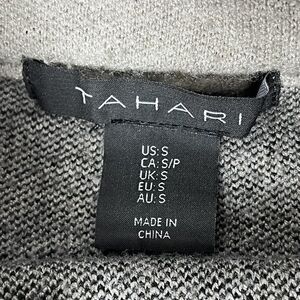 TAHARI
US:S
CA:S/P
UK:S
EU:S
AU:S
MADE IN
CHINA